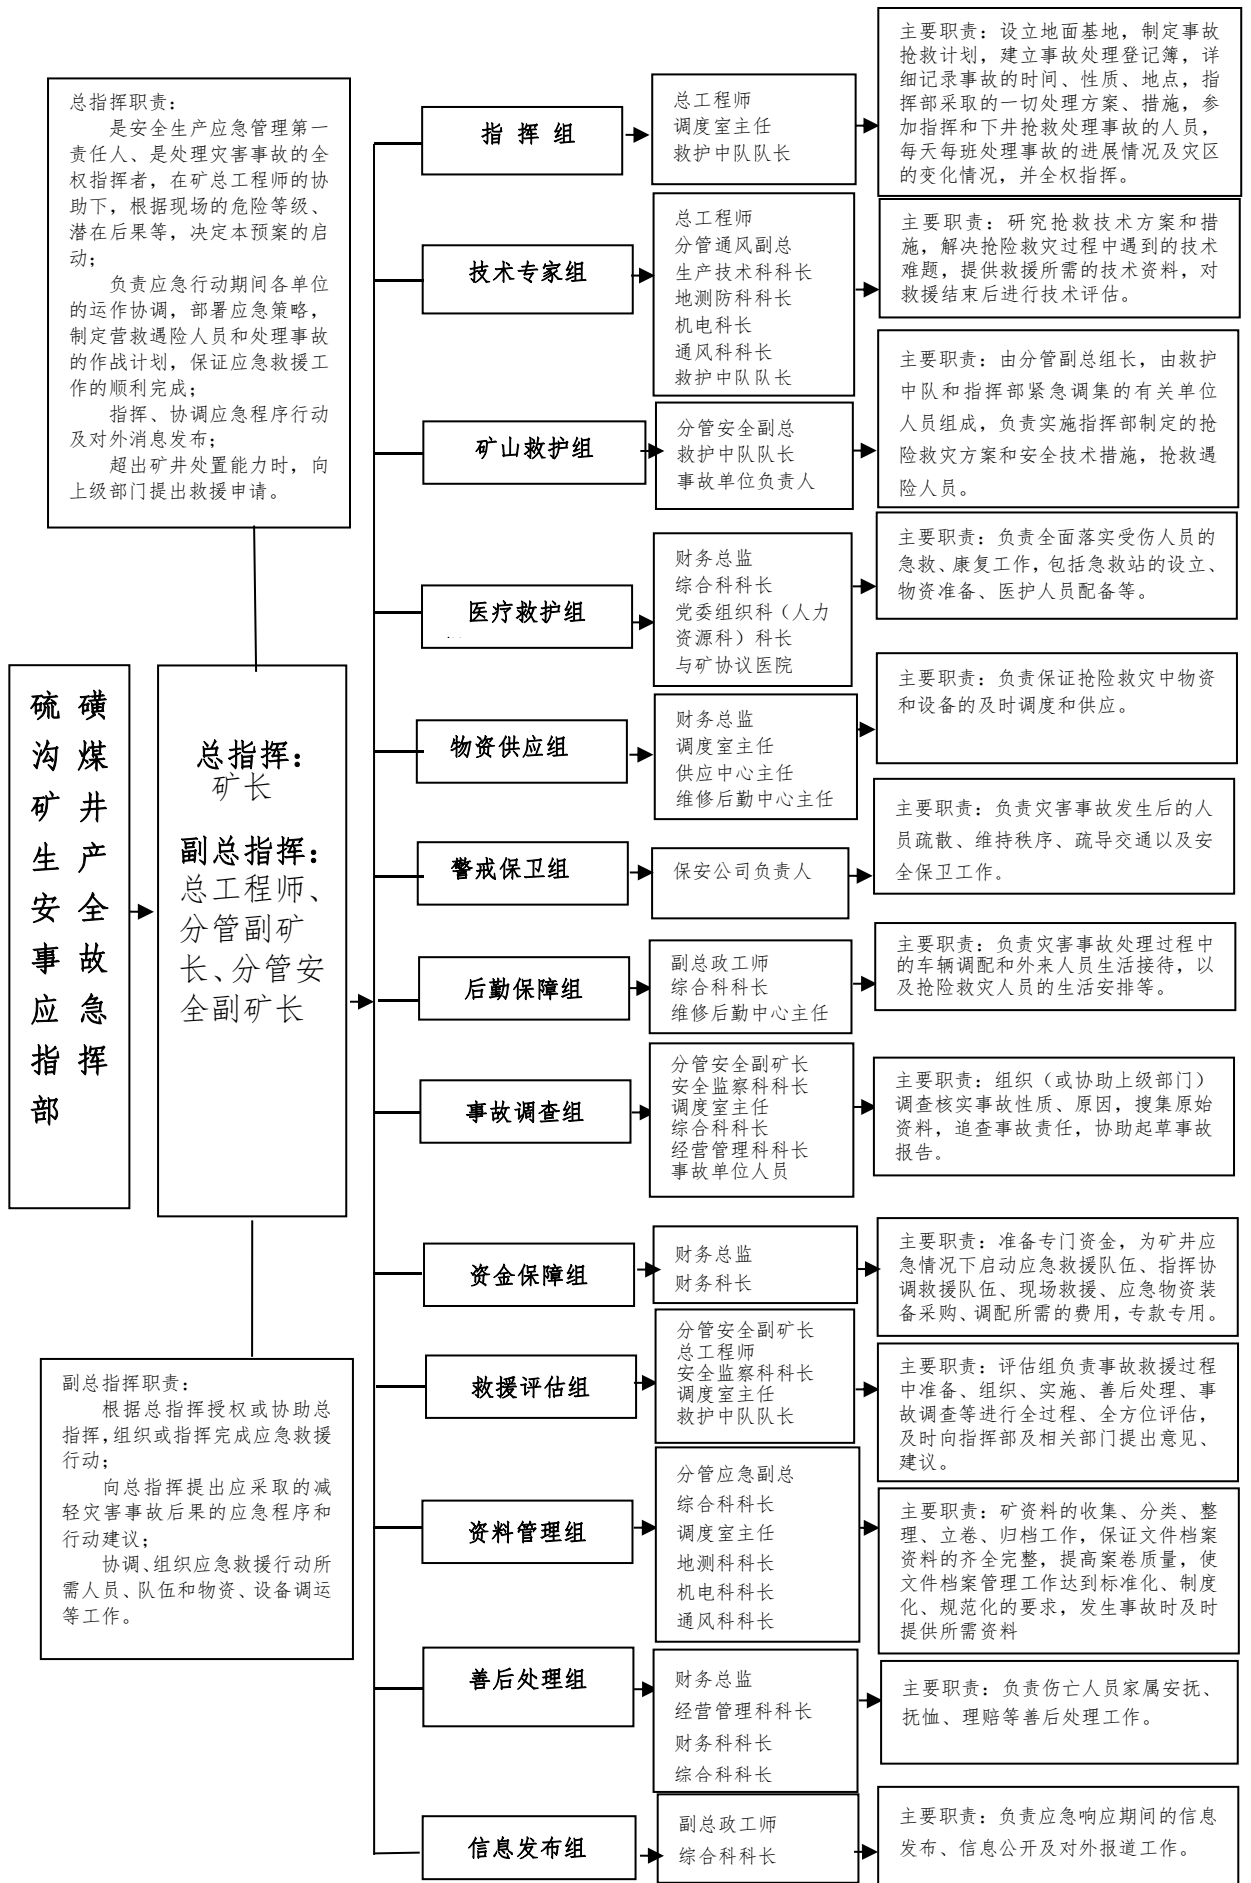 硫磺
沟煤
矿井
生产
安全
事故
应急
指挥
部
总指挥职责：
是安全生产应急管理第一
责任人、是处理灾害事故的全
权指挥者，在矿总工程师的协
助下，根据现场的危险等级、
潜在后果等，决定本预案的启
动；
负责应急行动期间各单位
的运作协调，部署应急策略，
制定营救遇险人员和处理事故
的作战计划，保证应急救援工
作的顺利完成；
指挥、协调应急程序行动
及对外消息发布；
超出矿井处置能力时，向
上级部门提出救援申请。
总指挥：
矿长
副总指挥：
总工程师、
分管副矿
长、分管安
全副矿长
副总指挥职责：
根据总指挥授权或协助总
指挥，组织或指挥完成应急救援
行动；
向总指挥提出应采取的减
轻灾害事故后果的应急程序和
行动建议；
协调、组织应急救援行动所
需人员、队伍和物资、设备调运
等工作。
指 挥 组
总工程师
调度室主任
救护中队队长
主要职责：设立地面基地，制定事故
抢救计划，建立事故处理登记簿，详
细记录事故的时间、性质、地点，指
挥部采取的一切处理方案、措施，参
加指挥和下井抢救处理事故的人员，
每天每班处理事故的进展情况及灾区
的变化情况，并全权指挥。
技术专家组
总工程师
分管通风副总
生产技术科科长
地测防科科长
机电科长
通风科科长
救护中队队长
主要职责：研究抢救技术方案和措
施，解决抢险救灾过程中遇到的技术
难题，提供救援所需的技术资料，对
救援结束后进行技术评估。
矿山救护组
分管安全副总
救护中队队长
事故单位负责人
主要职责：由分管副总组长，由救护
中队和指挥部紧急调集的有关单位
人员组成，负责实施指挥部制定的抢
险救灾方案和安全技术措施，抢救遇
险人员。
医疗救护组
财务总监
综合科科长
党委组织科（人力
资源科）科长
与矿协议医院
主要职责：负责全面落实受伤人员的
急救、康复工作，包括急救站的设立、
物资准备、医护人员配备等。
物资供应组
财务总监
调度室主任
供应中心主任
维修后勤中心主任
主要职责：负责保证抢险救灾中物资
和设备的及时调度和供应。
警戒保卫组
保安公司负责人
主要职责：负责灾害事故发生后的人
员疏散、维持秩序、疏导交通以及安
全保卫工作。
后勤保障组
副总政工师
综合科科长
维修后勤中心主任
主要职责：负责灾害事故处理过程中
的车辆调配和外来人员生活接待，以
及抢险救灾人员的生活安排等。
事故调查组
分管安全副矿长
安全监察科科长
调度室主任
综合科科长
经营管理科科长
事故单位人员
主要职责：组织（或协助上级部门）
调查核实事故性质、原因，搜集原始
资料，追查事故责任，协助起草事故
报告。
资金保障组
财务总监
财务科长
主要职责：准备专门资金，为矿井应
急情况下启动应急救援队伍、指挥协
调救援队伍、现场救援、应急物资装
备采购、调配所需的费用，专款专用。
救援评估组
分管安全副矿长
总工程师
安全监察科科长
调度室主任
救护中队队长
主要职责：评估组负责事故救援过程
中准备、组织、实施、善后处理、事
故调查等进行全过程、全方位评估，
及时向指挥部及相关部门提出意见、
建议。
资料管理组
分管应急副总
综合科科长
调度室主任
地测科科长
机电科科长
通风科科长
主要职责：矿资料的收集、分类、整
理、立卷、归档工作，保证文件档案
资料的齐全完整，提高案卷质量，使
文件档案管理工作达到标准化、制度
化、规范化的要求，发生事故时及时
提供所需资料
善后处理组
财务总监
经营管理科科长
财务科科长
综合科科长
主要职责：负责伤亡人员家属安抚、
抚恤、理赔等善后处理工作。
信息发布组
副总政工师
综合科科长
主要职责：负责应急响应期间的信息
发布、信息公开及对外报道工作。